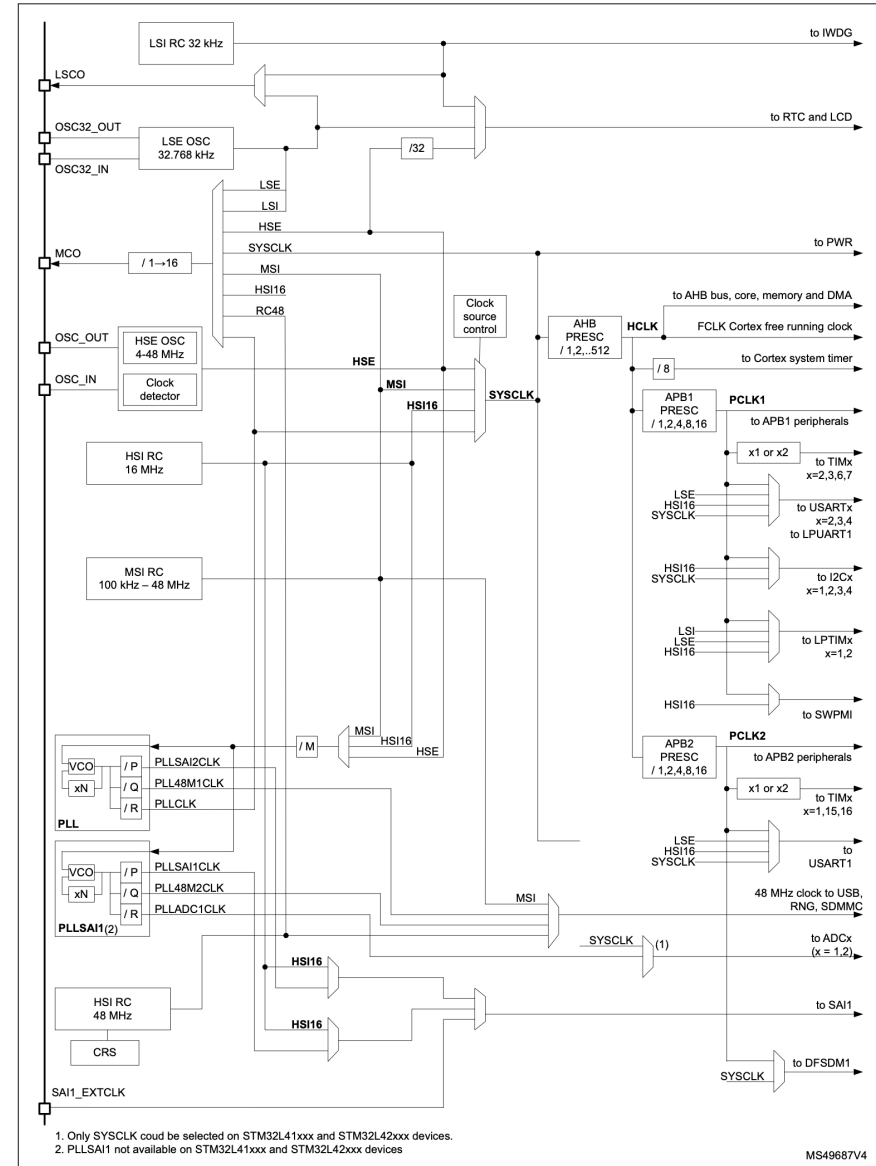 to IWDG
LSI RC 32 kHz
LSCO
to RTC and LCD
OSC32_OUT
LSE OSC
32.768 kHz
/32
OSC32_IN
LSE
LSI
HSE
SYSCLK
to PWR
MCO
/ 1→16
MSI
HSI16
RC48
to AHB bus, core, memory and DMA
Clock
source
control
OSC_OUT
HSE OSC
4-48 MHz
AHB
PRESC
/ 1,2,..512
HCLK
FCLK Cortex free running clock
HSE
to Cortex system timer
/ 8
OSC_IN
Clock
detector
MSI
SYSCLK
HSI16
APB1
PRESC
/ 1,2,4,8,16
PCLK1
to APB1 peripherals
HSI RC
16 MHz
x1 or x2
to TIMx
x=2,3,6,7
LSE
HSI16
SYSCLK
to USARTx
x=2,3,4
to LPUART1
MSI RC
100 kHz – 48 MHz
HSI16
SYSCLK
to I2Cx
x=1,2,3,4
LSI
LSE
HSI16
to LPTIMx
x=1,2
HSI16
to SWPMI
MSI
HSI16
HSE
/ M
APB2
PRESC
/ 1,2,4,8,16
PCLK2
to APB2 peripherals
VCO
xN
/ P
/ Q
/ R
PLL
PLLSAI2CLK
PLL48M1CLK
PLLCLK
x1 or x2
to TIMx
x=1,15,16
LSE
HSI16
SYSCLK
to
USART1
VCO
xN
/ P
/ Q
/ R
PLLSAI1(2)
PLLSAI1CLK
PLL48M2CLK
PLLADC1CLK
MSI
48 MHz clock to USB,
RNG, SDMMC
SYSCLK
(1)
to ADCx
(x = 1,2)
HSI16
HSI RC
48 MHz
to SAI1
HSI16
CRS
to DFSDM1
SYSCLK
SAI1_EXTCLK
1. Only SYSCLK coud be selected on STM32L41xxx and STM32L42xxx devices.
2. PLLSAI1 not available on STM32L41xxx and STM32L42xxx devices
MS49687V4